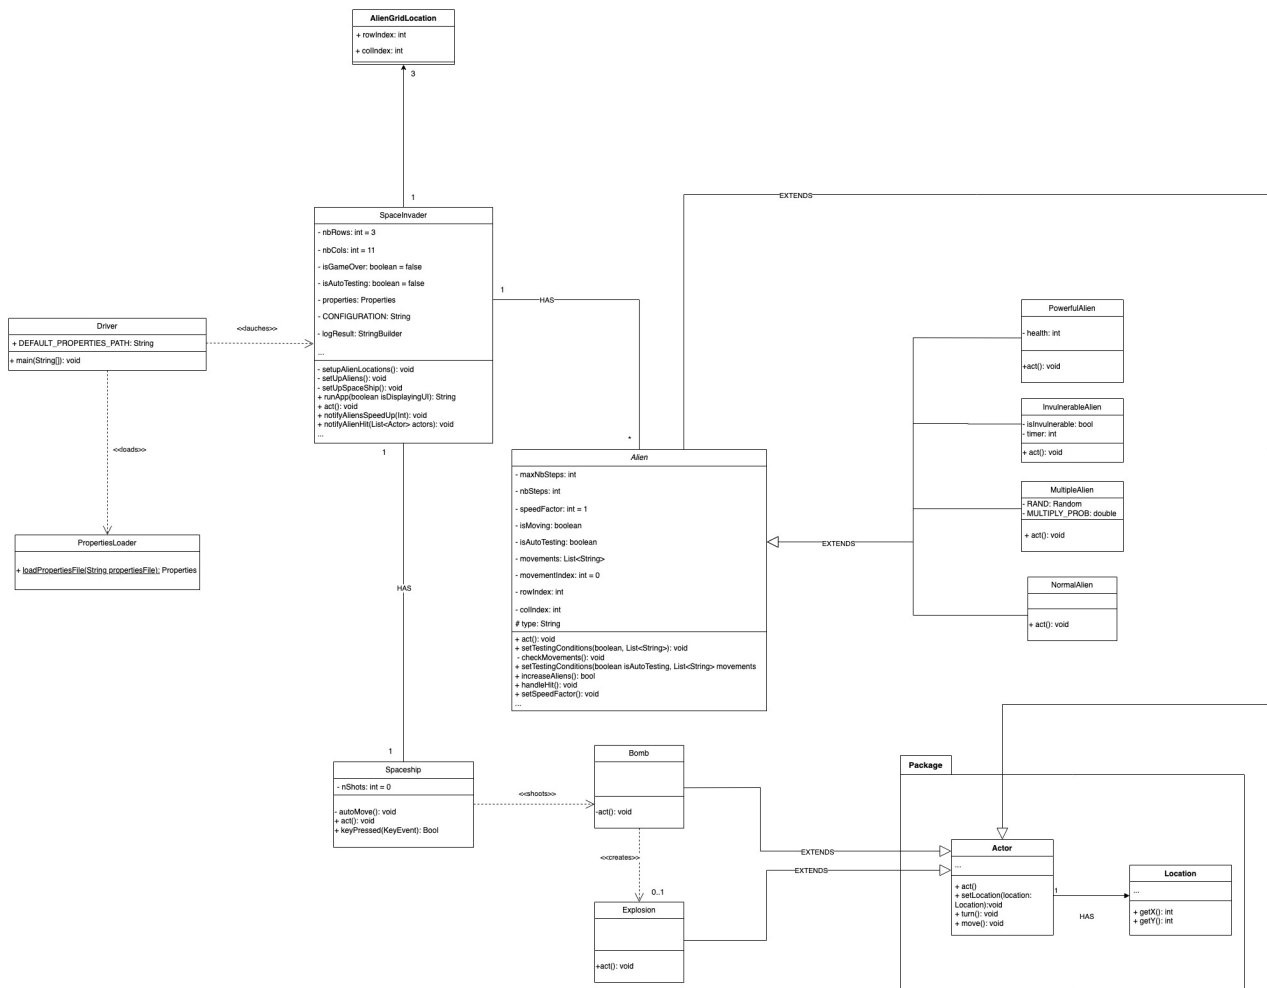 AlienGridLocation
+ rowIndex: int
+ colIndex: int
3
1
SpaceInvader
- nbRows: int = 3
- nbCols: int = 11
- isGameOver: boolean = false
- isAutoTesting: boolean = false
- properties: Properties
- CONFIGURATION: String
- logResult: StringBuilder
...
- setupAlienLocations(): void
- setUpAliens(): void
- setUpSpaceShip(): void
+ runApp(boolean isDisplayingUI): String
+ act(): void
+ notifyAliensSpeedUp(Int): void
+ notifyAlienHit(List<Actor> actors): void
...
1
EXTENDS
1
HAS
*
Driver
+ DEFAULT_PROPERTIES_PATH: String
+ main(String[]): void
<<lauches>>
<<loads>>
PropertiesLoader
+ loadPropertiesFile(String propertiesFile): Properties
HAS
1
Alien
- maxNbSteps: int
- nbSteps: int
- speedFactor: int = 1
- isMoving: boolean
- isAutoTesting: boolean
- movements: List<String>
- movementIndex: int = 0
- rowIndex: int
- colIndex: int
# type: String
+ act(): void
+ setTestingConditions(boolean, List<String>): void
- checkMovements(): void
+ setTestingConditions(boolean isAutoTesting, List<String> movements
+ increaseAliens(): bool
+ handleHit(): void
+ setSpeedFactor(): void
...
EXTENDS
PowerfulAlien
- health: int
+act(): void
InvulnerableAlien
- isInvulnerable: bool
- timer: int
+ act(): void
MultipleAlien
- RAND: Random
- MULTIPLY_PROB: double
+ act(): void
NormalAlien
+ act(): void
Spaceship
- nShots: int = 0
- autoMove(): void
+ act(): void
+ keyPressed(KeyEvent): Bool
<<shoots>>
Bomb
-act(): void
<<creates>>
0..1
Explosion
+act(): void
EXTENDS
EXTENDS
Package
Actor
...
+ act()
+ setLocation(location:
Location):void
+ turn(): void
+ move(): void
1
HAS
Location
...
+ getX(): int
+ getY(): int